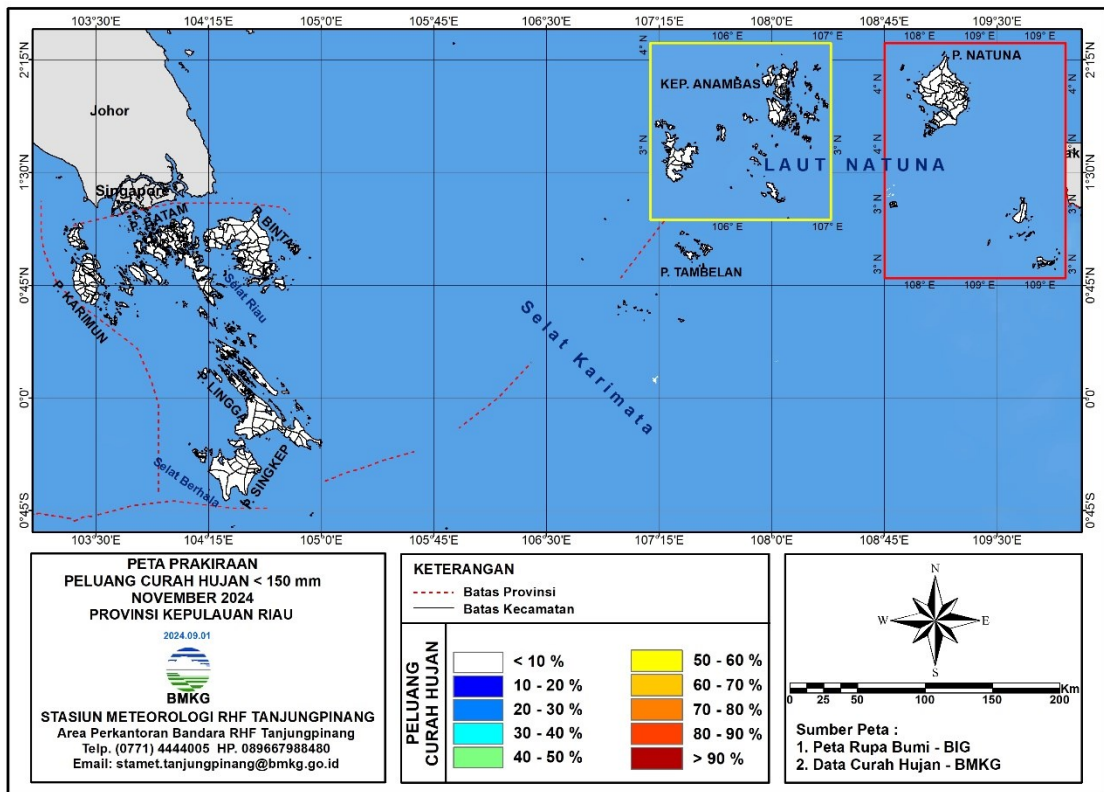 103°30'E 104°15'E 105°0'E 105°45'E 106°30'E 107°15'E 108°0'E 108°45'E 109°30'E
2°15'N
1°30'N
0°45'N
0°0'
0°45'S
2°15'N
1°30'N
0°45'N
0°0'
0°45'S
Johor
Singapore
P. BATAM
P. BINTAN
P. KARIMUN
Selat Riau
P. LINGGA
P. SINGKEP
Selat Berhala
Selat Karimata
LAUT NATUNA
P. TAMBELAN
106° E 107° E
4° N
KEP. ANAMBAS
3° N
3° N
106° E 107° E
108° E 109° E 109° E
P. NATUNA
4° N
4° N
3° N
3° N
4° N
4° N
ak
3° N
3° N
108° E 109° E 109° E
103°30'E 104°15'E 105°0'E 105°45'E 106°30'E 107°15'E 108°0'E 108°45'E 109°30'E
PETA PRAKIRAAN
PELUANG CURAH HUJAN < 150 mm
NOVEMBER 2024
PROVINSI KEPULAUAN RIAU
2024.09.01
BMKG
STASIUN METEOROLOGI RHF TANJUNGPINANG
Area Perkantoran Bandara RHF Tanjungpinang
Telp. (0771) 4444005 HP. 089667988480
Email: stamet.tanjungpinang@bmkg.go.id
KETERANGAN
Batas Provinsi
Batas Kecamatan
PELUANG
CURAH HUJAN
< 10 %
10 - 20 %
20 - 30 %
30 - 40 %
40 - 50 %
50 - 60 %
60 - 70 %
70 - 80 %
80 - 90 %
> 90 %
N
W E
S
0 25 50 100 150 200 Km
Sumber Peta :
1. Peta Rupa Bumi - BIG
2. Data Curah Hujan - BMKG